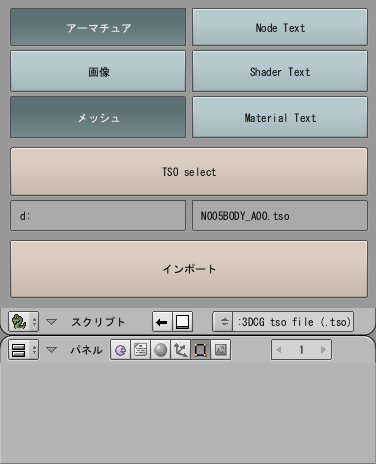 アーマチュア Node Text
画像 Shader Text
メッシュ Material Text
TSO select
d: N005BODY_A00.tso
インポート
スクリプト :3DCG tso file (.tso)
パネル 1